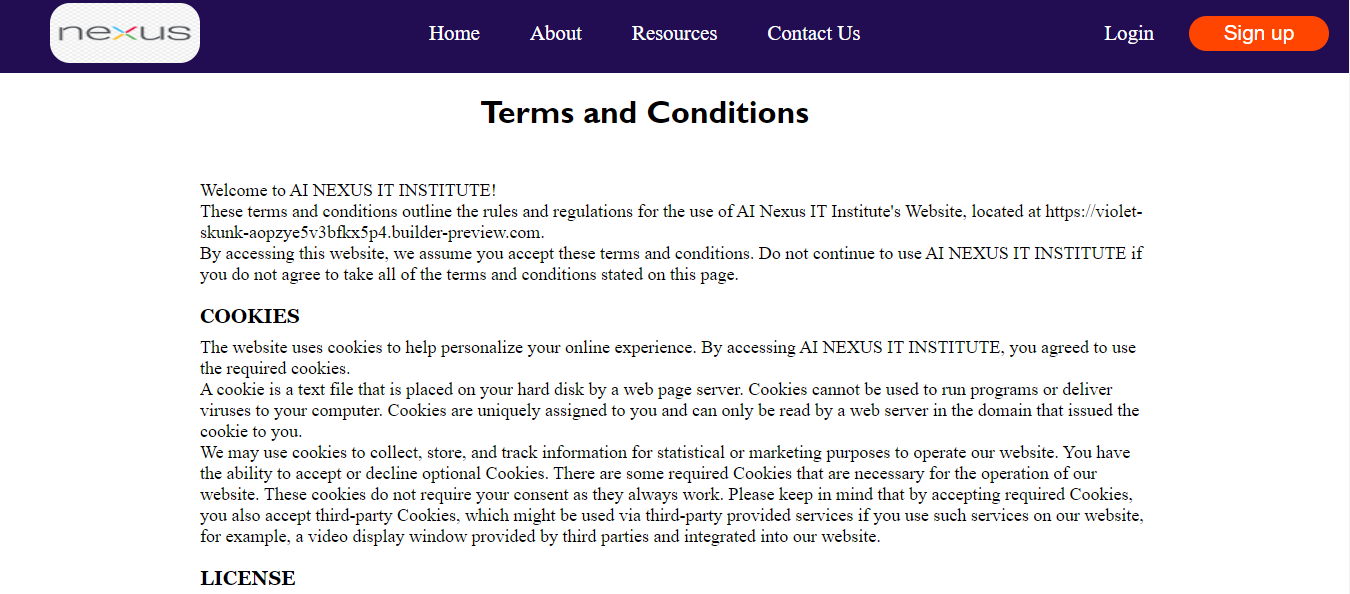 nexus
Home About Resources Contact Us Login Sign up
Terms and Conditions
Welcome to AI NEXUS IT INSTITUTE!
These terms and conditions outline the rules and regulations for the use of AI Nexus IT Institute's Website, located at https://violet-
skunk-aopzye5v3bfkx5p4.builder-preview.com.
By accessing this website, we assume you accept these terms and conditions. Do not continue to use AI NEXUS IT INSTITUTE if
you do not agree to take all of the terms and conditions stated on this page.
COOKIES
The website uses cookies to help personalize your online experience. By accessing AI NEXUS IT INSTITUTE, you agreed to use
the required cookies.
A cookie is a text file that is placed on your hard disk by a web page server. Cookies cannot be used to run programs or deliver
viruses to your computer. Cookies are uniquely assigned to you and can only be read by a web server in the domain that issued the
cookie to you.
We may use cookies to collect, store, and track information for statistical or marketing purposes to operate our website. You have
the ability to accept or decline optional Cookies. There are some required Cookies that are necessary for the operation of our
website. These cookies do not require your consent as they always work. Please keep in mind that by accepting required Cookies,
you also accept third-party Cookies, which might be used via third-party provided services if you use such services on our website,
for example, a video display window provided by third parties and integrated into our website.
LICENSE